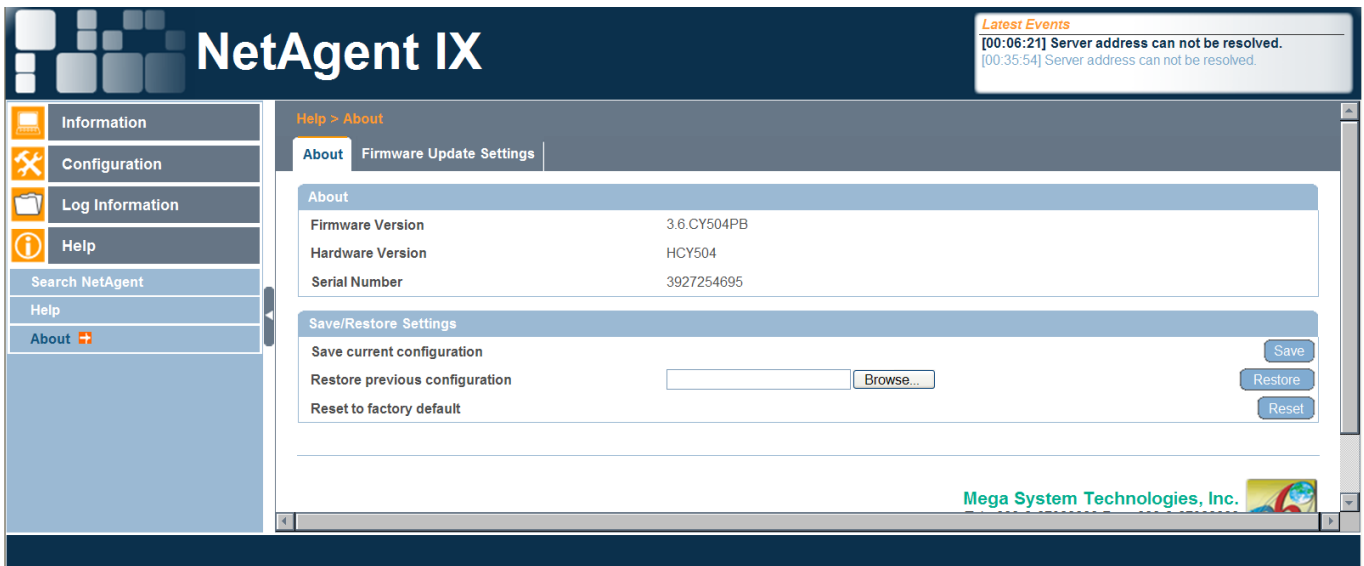 NetAgent IX
Latest Events
[00:06:21] Server address can not be resolved.
[00:35:54] Server address can not be resolved.
Information
Configuration
Log Information
Help
Search NetAgent
Help
About
Help > About
About Firmware Update Settings
About
Firmware Version 3.6.CY504PB
Hardware Version HCY504
Serial Number 3927254695
Save/Restore Settings
Save current configuration Save
Restore previous configuration Browse... Restore
Reset to factory default Reset
Mega System Technologies, Inc.